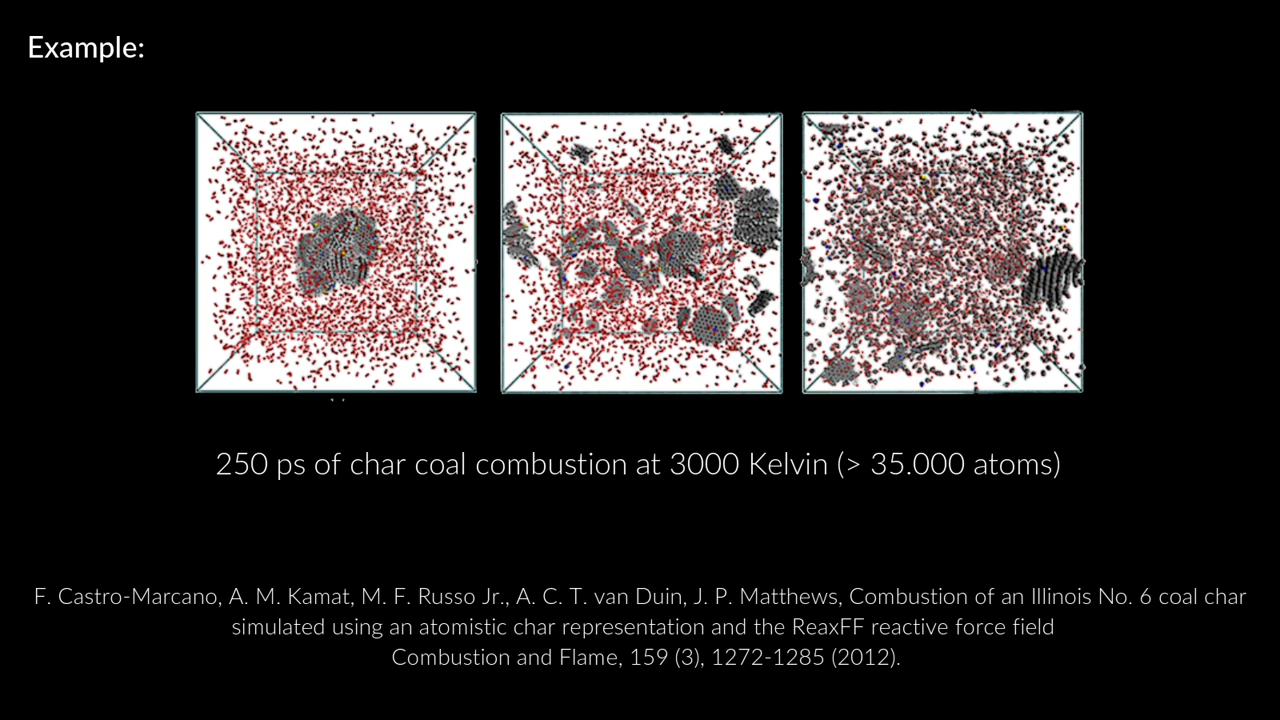 Example:
250 ps of char coal combustion at 3000 Kelvin (> 35.000 atoms)
F. Castro-Marcano, A. M. Kamat, M. F. Russo Jr., A. C. T. van Duin, J. P. Matthews, Combustion of an Illinois No. 6 coal char
simulated using an atomistic char representation and the ReaxFF reactive force field
Combustion and Flame, 159 (3), 1272-1285 (2012).